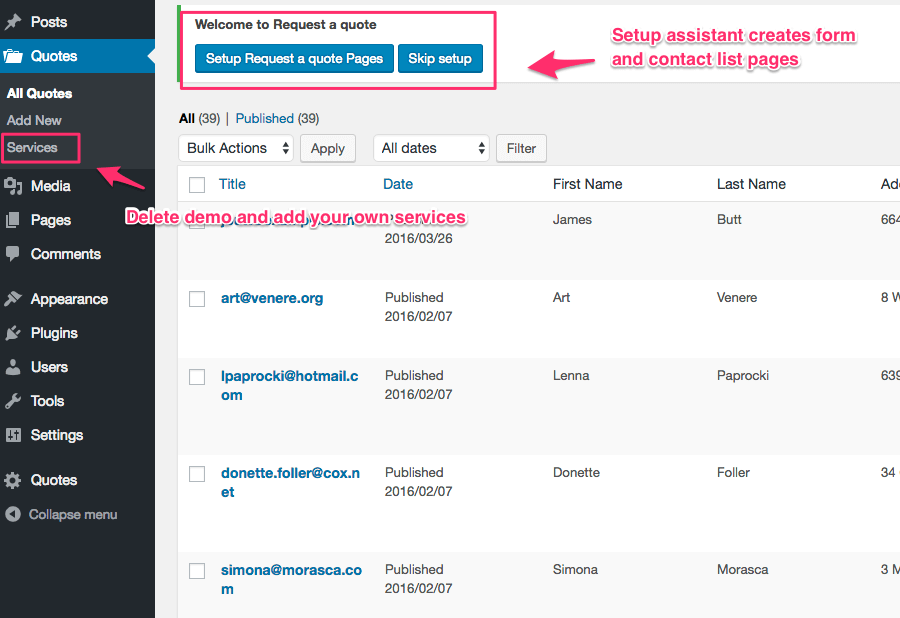 Posts
Quotes
All Quotes
Add New
Services
Media
Pages
Comments
Appearance
Plugins
Users
Tools
Settings
Quotes
Collapse menu
Welcome to Request a quote
Setup Request a quote Pages Skip setup
Setup assistant creates form
and contact list pages
All (39) | Published (39)
Bulk Actions Apply All dates Filter
Title Date First Name Last Name
Delete demo and add your own services
James Butt 664
2016/03/26
art@venere.org Published Art Venere 8 W
2016/02/07
lpaprocki@hotmail.c Published Lenna Paprocki 639
om 2016/02/07
donette.foller@cox.n Published Donette Foller 34
et 2016/02/07
simona@morasca.co Published Simona Morasca 3 M
m 2016/02/07